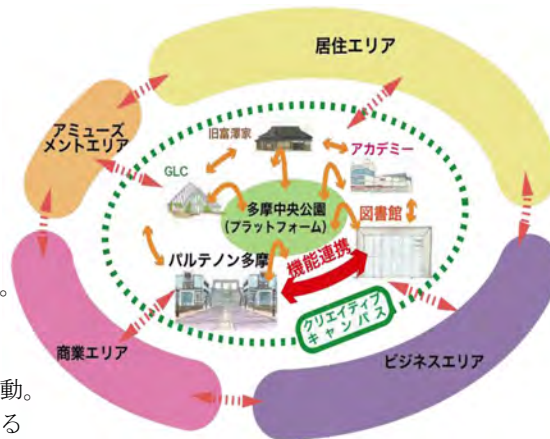 居住エリア
アミューズ
メントエリア
旧富澤家
アカデミー
GLC
多摩中央公園
(プラットフォーム)
図書館
パルテノン多摩
機能連携
クリエイティブ
キャンパス
商業エリア
ビジネスエリア
。
動。
る